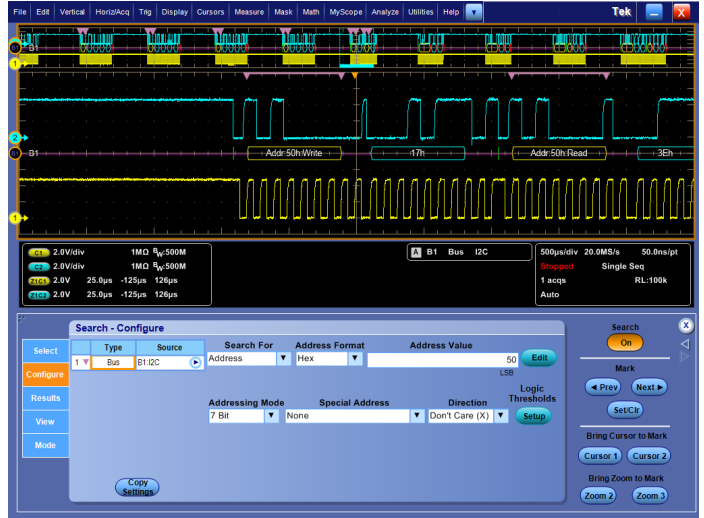 File Edit Vertical Horiz/Acq Trig Display Cursors Measure Mask Math MyScope Analyze Utilities Help Tek X
B1 B1
1
2
B1 B1 Addr:50h:Write 17h Addr:50h:Read 3Eh
1
C1 2.0V/div 1MΩ BW:500M
C2 2.0V/div 1MΩ BW:500M
Z1C1 2.0V 25.0µs -125µs 126µs
Z1C2 2.0V 25.0µs -125µs 126µs
A B1 Bus I2C
500µs/div 20.0MS/s 50.0ns/pt
Stopped Single Seq
1 acqs RL:100k
Auto
Search - Configure
Select
Configure
Results
View
Mode
Type Source
1 Bus B1:I2C
Search For Address Format Address Value
Address Hex 50 Edit
LSB
Addressing Mode Special Address Direction Logic Thresholds
7 Bit None Don't Care (X) Setup
Copy
Settings
Search X
On
Mark
Prev Next
Set/Clr
Bring Cursor to Mark
Cursor 1 Cursor 2
Bring Zoom to Mark
Zoom 2 Zoom 3